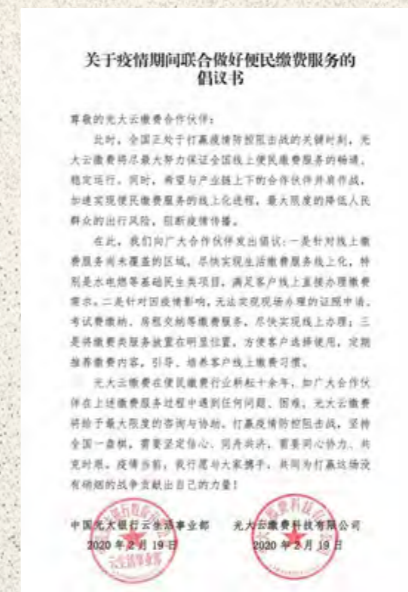 关于疫情期间联合做好便民缴费服务的
倡议书
尊敬的光大云缴费合作伙伴：
此时，全国正处于打赢疫情防控阻击战的关键时刻，光
大云缴费将尽最大努力保证全国线上便民缴费服务的畅通、
稳定运行。同时，希望与产业链上下的合作伙伴并肩作战，
加速实现便民缴费服务的线上化进程，最大限度的降低人民
群众的出行风险，阻断疫情传播。
在此，我们向广大合作伙伴发出倡议：一是针对线上缴
费服务尚未覆盖的区域，尽快实现生活缴费服务线上化，特
别是水电燃等基础民生类项目，满足客户线上直接办理缴费
需求。二是针对因疫情影响，无法实现现场办理的证照申请、
考试费缴纳、房租交纳等缴费服务，尽快实现线上办理；三
是将缴费类服务放置在明显位置，方便客户选择使用，定期
推荐缴费内容，引导、培养客户线上缴费习惯。
光大云缴费在便民缴费行业耕耘十余年，如广大合作伙
伴在上述缴费服务过程中遇到任何问题、困难，光大云缴费
将给予最大限度的咨询与协助。打赢疫情防控阻击战，坚持
全国一盘棋，需要坚定信心、同舟共济，需要同心协力、共
克时艰。疫情当前，我行愿与大家携手，共同为打赢这场没
有硝烟的战争贡献出自己的力量！
中国光大银行云生活事业部 光大云缴费科技有限公司
2020 年 2 月 19 日 2020 年 2 月 19 日